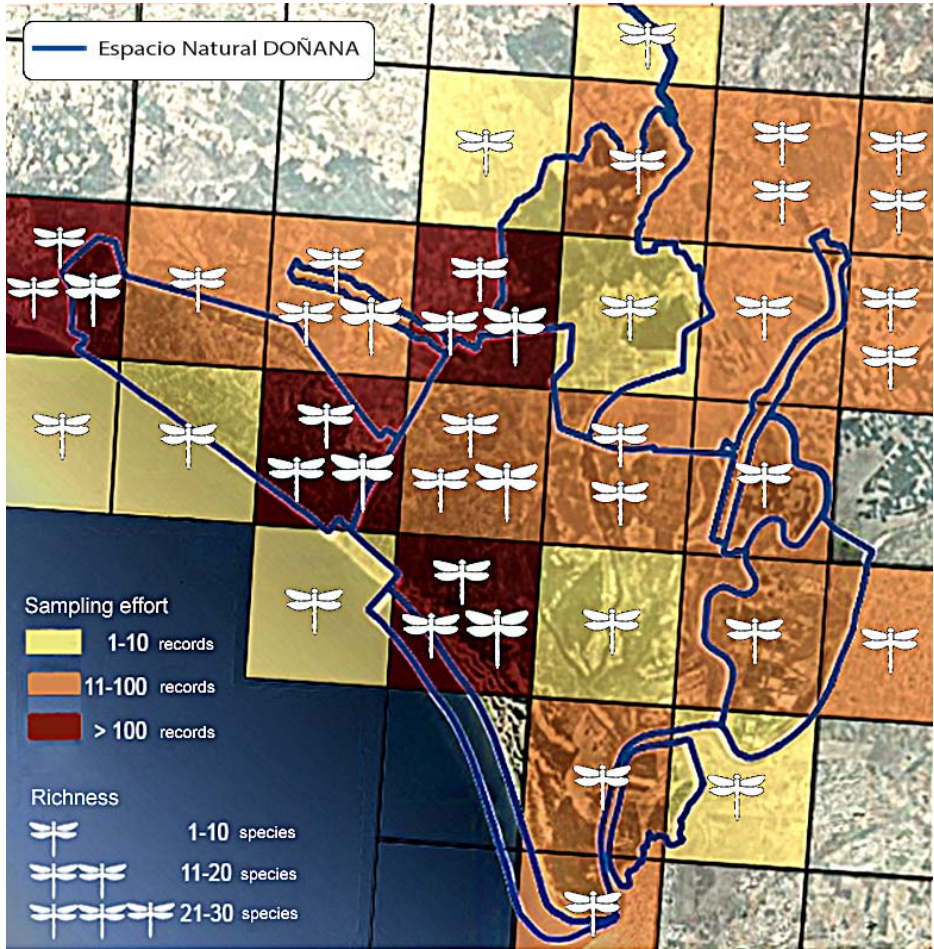 Espacio Natural DOÑANA
Sampling effort
1-10 records
11-100 records
> 100 records
Richness
1-10 species
11-20 species
21-30 species